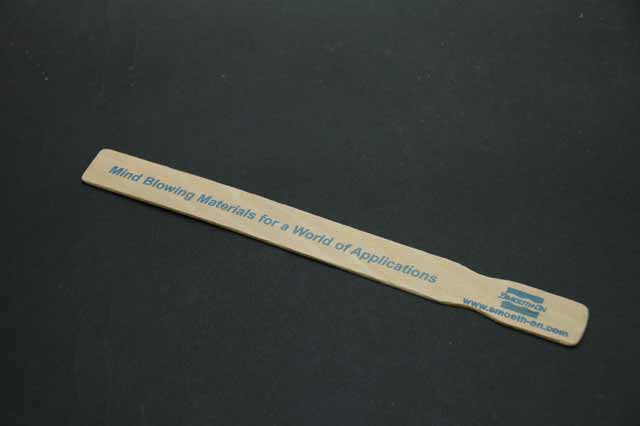 Mind Blowing Materials for a World of Applications
SMOOTH-ON
www.smooth-on.com